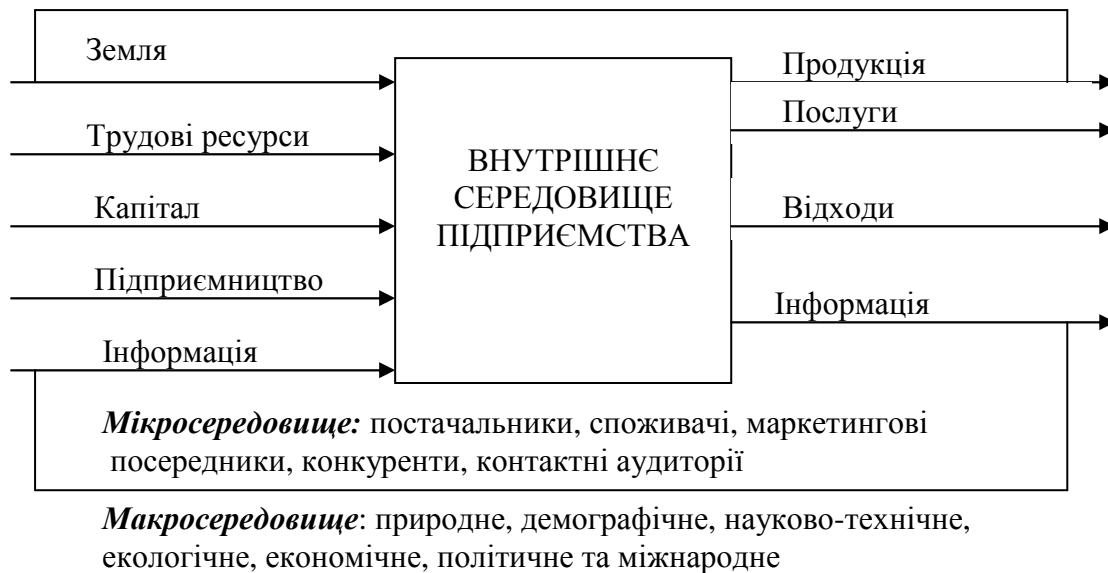 Земля
Трудові ресурси
Капітал
Підприємництво
Інформація
ВНУТРІШНЄ
СЕРЕДОВИЩЕ
ПІДПРИЄМСТВА
Продукція
Послуги
Відходи
Інформація
Мікросередовище: постачальники, споживачі, маркетингові
посередники, конкуренти, контактні аудиторії
Макросередовище: природне, демографічне, науково-технічне,
екологічне, економічне, політичне та міжнародне